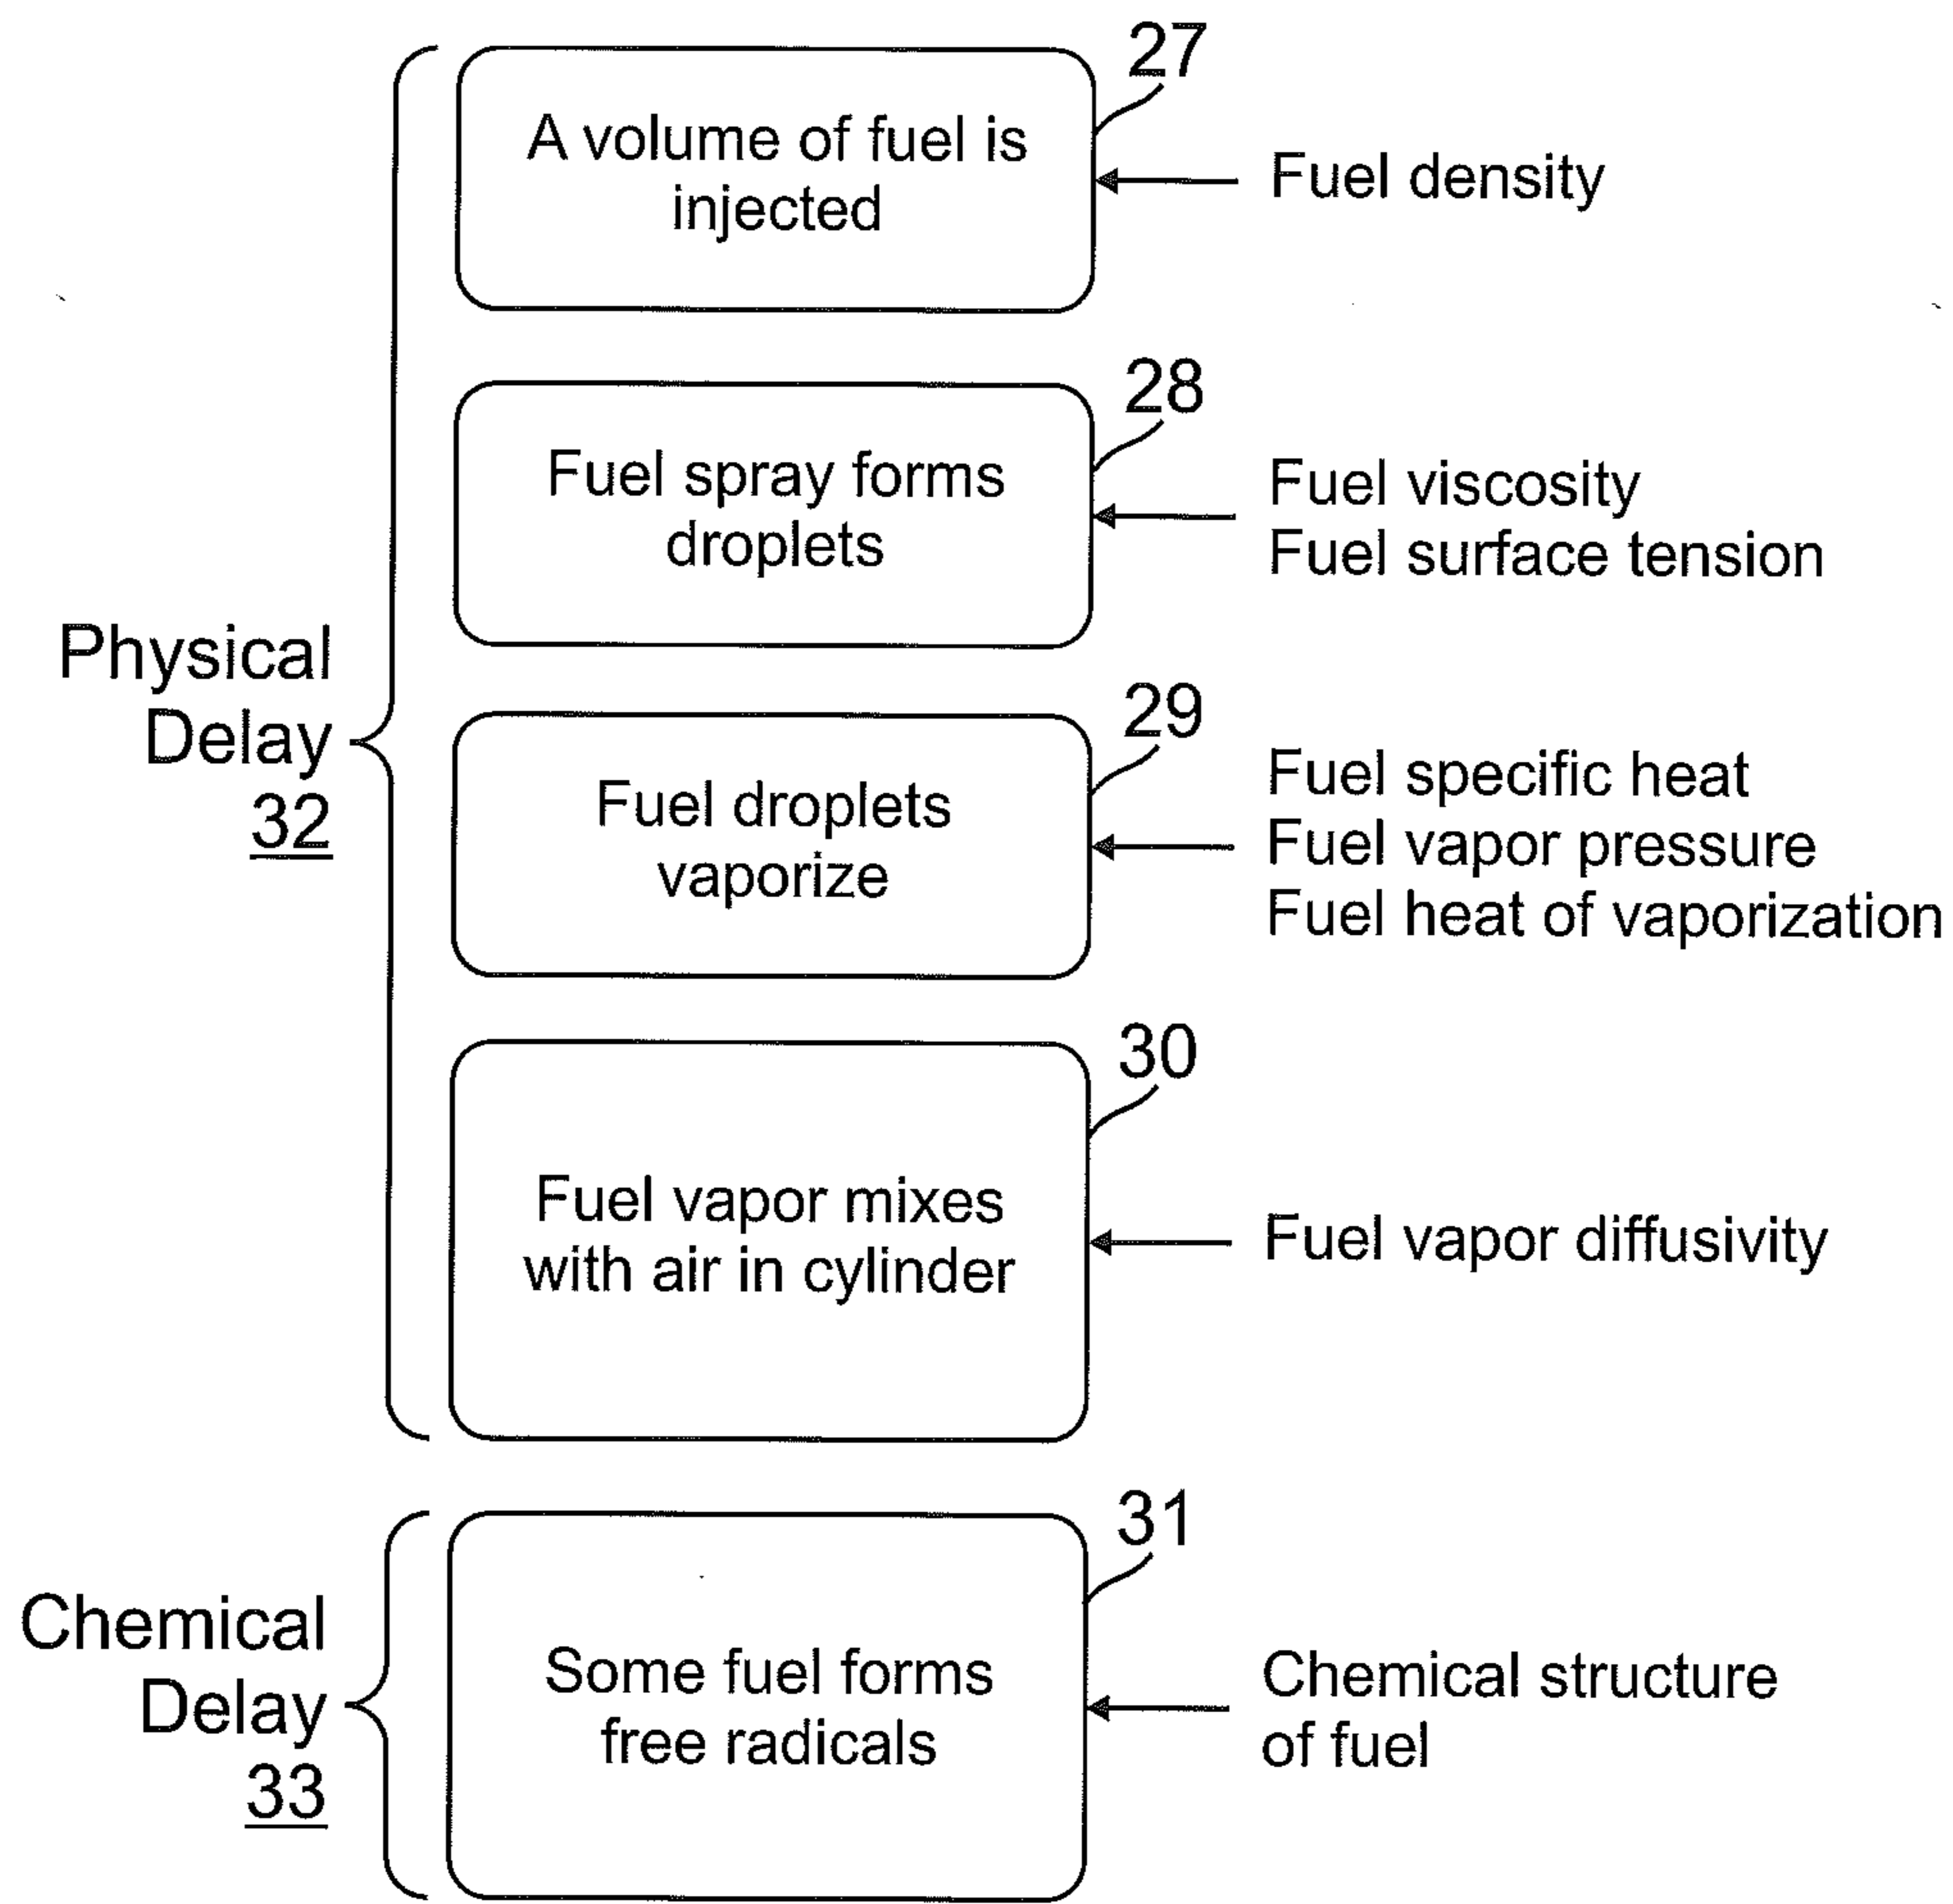 27
A volume of fuel is
injected
Fuel density
28
Fuel spray forms
droplets
Fuel viscosity
Fuel surface tension
Physical
Delay
32
29
Fuel droplets
vaporize
Fuel specific heat
Fuel vapor pressure
Fuel heat of vaporization
30
Fuel vapor mixes
with air in cylinder
Fuel vapor diffusivity
31
Chemical
Delay
33
Some fuel forms
free radicals
Chemical structure
of fuel